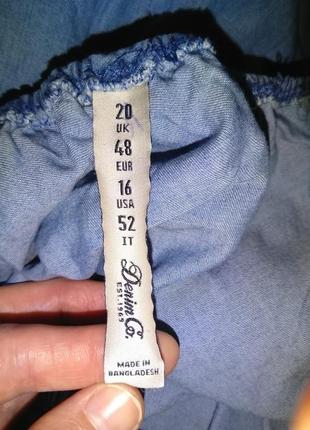 20
UK
48
EUR
16
USA
52
IT
Denim Co.
EST. 1969
MADE IN
BANGLADESH